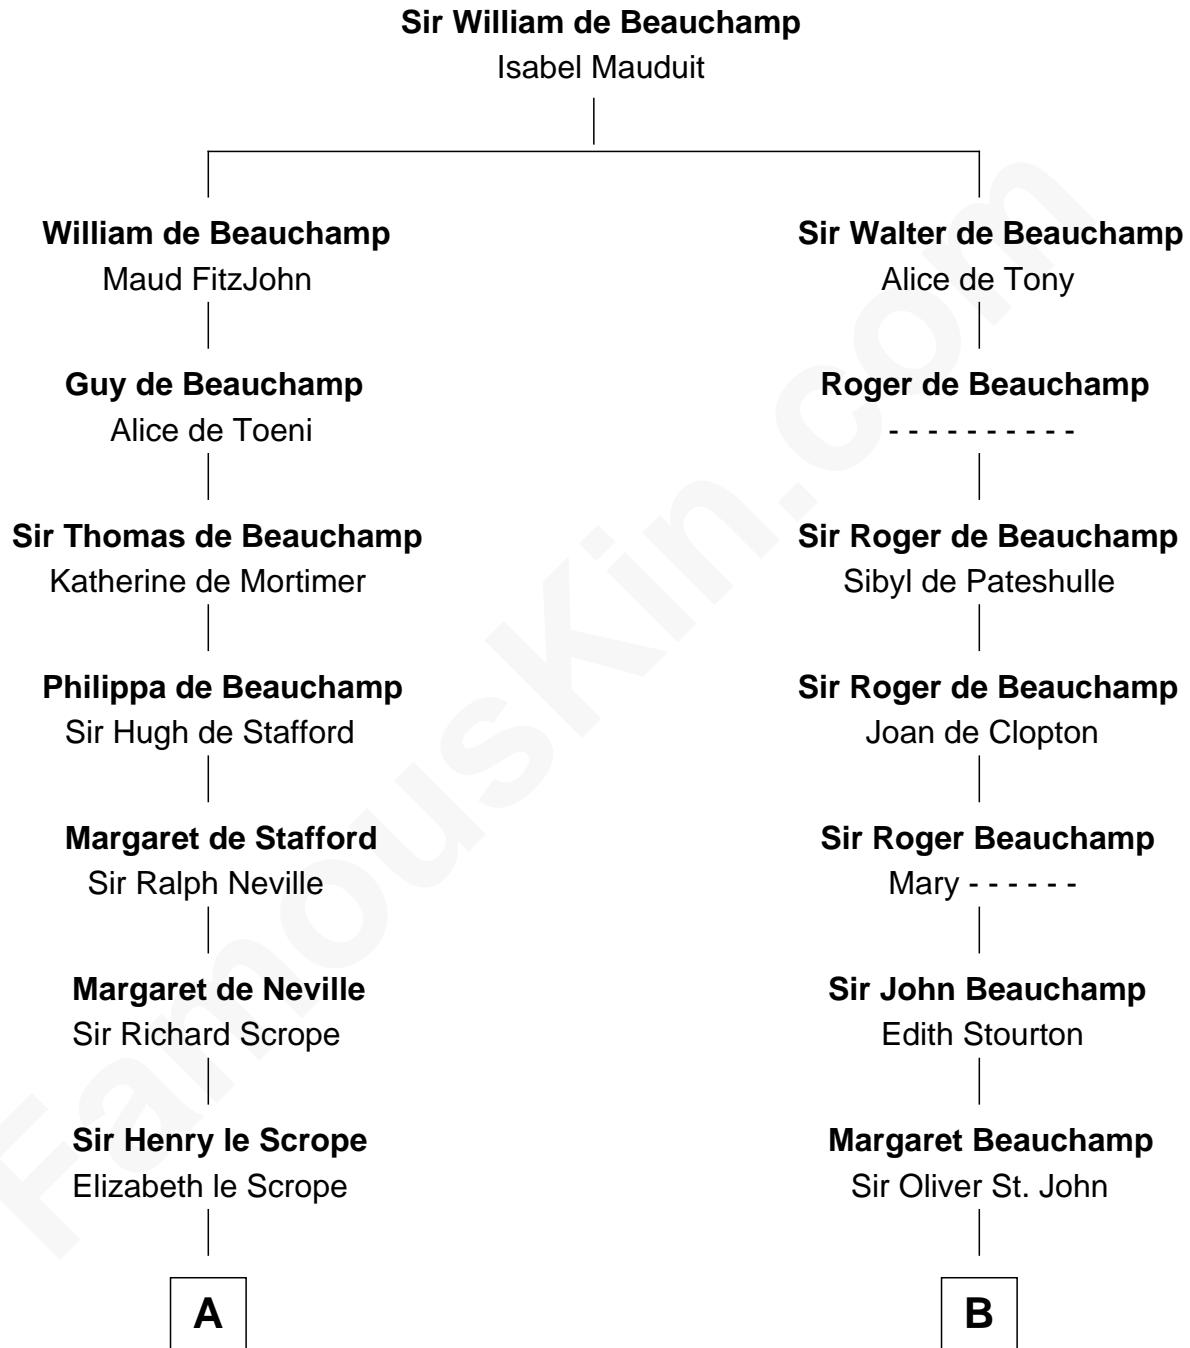 Sir William de Beauchamp
Isabel Mauduit
William de Beauchamp
Maud FitzJohn
Sir Walter de Beauchamp
Alice de Tony
Guy de Beauchamp
Alice de Toeni
Roger de Beauchamp
- - - - - - - - - -
Sir Thomas de Beauchamp
Katherine de Mortimer
Sir Roger de Beauchamp
Sibyl de Pateshulle
Philippa de Beauchamp
Sir Hugh de Stafford
Sir Roger de Beauchamp
Joan de Clopton
Margaret de Stafford
Sir Ralph Neville
Sir Roger Beauchamp
Mary - - - - - -
Margaret de Neville
Sir Richard Scrope
Sir John Beauchamp
Edith Stourton
Sir Henry le Scrope
Elizabeth le Scrope
Margaret Beauchamp
Sir Oliver St. John
A
B
FamousKin.com